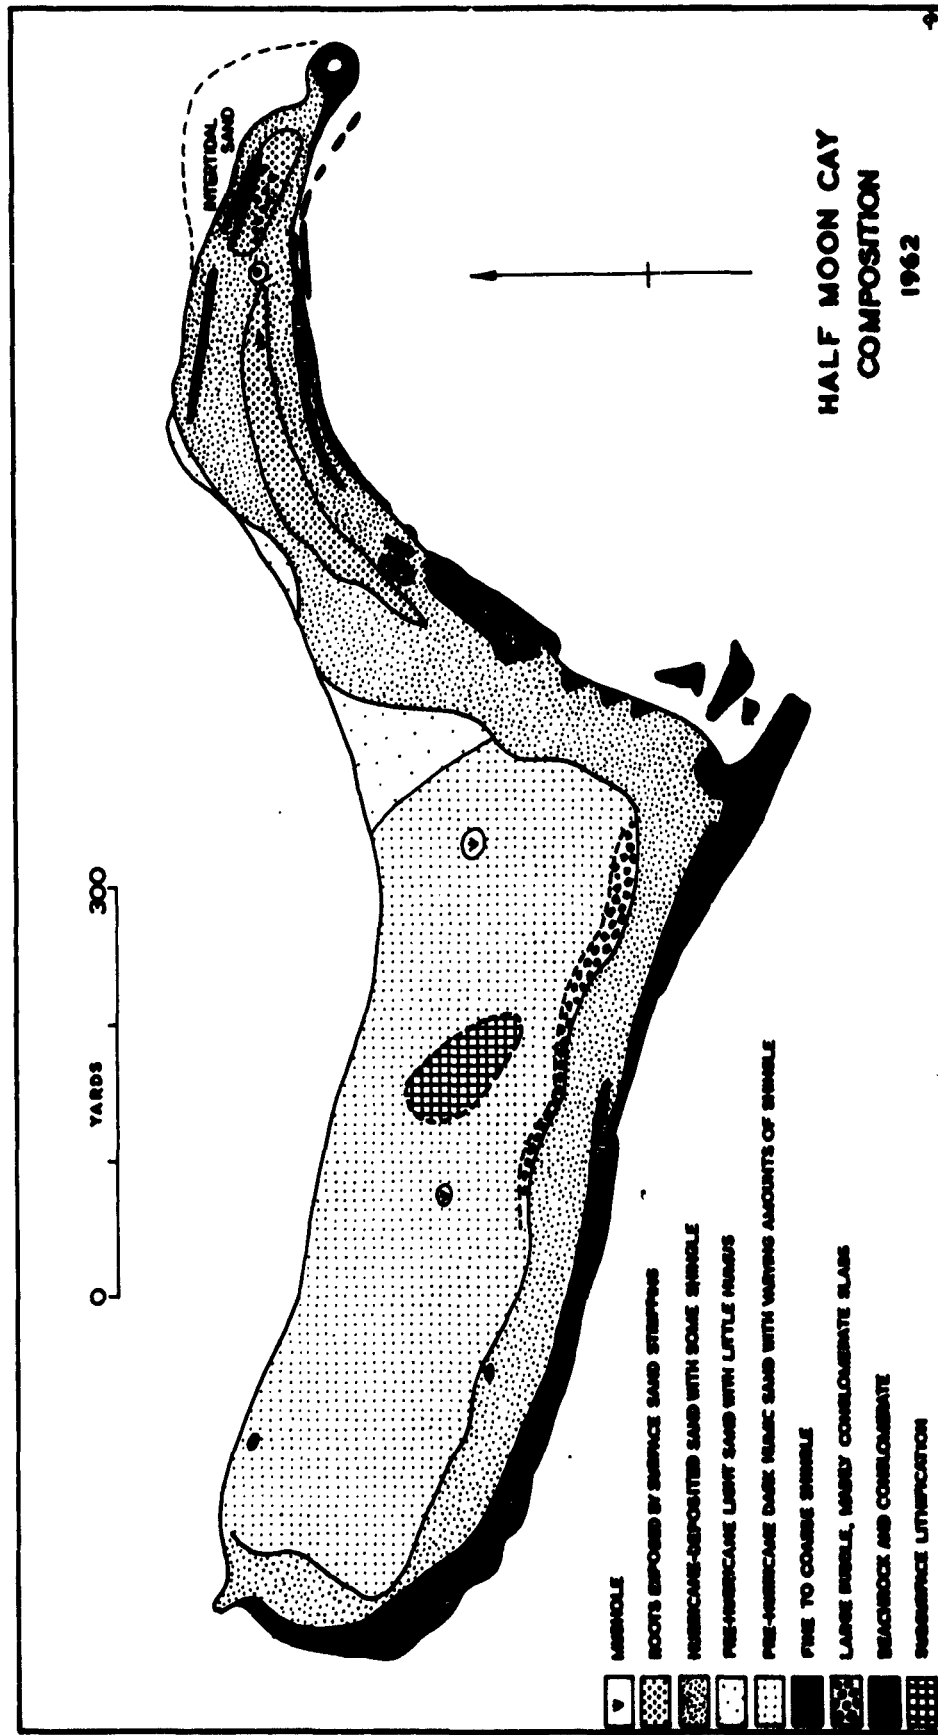 YARDS
0 300
INTERTIDAL
SAND
HALF MOON CAY
COMPOSITION
1962
MUDHOLE
ROOTS EXPOSED BY SURFACE SAND STRIPPING
HURRICANE-DEPOSITED SAND WITH SOME SHINGLE
PRE-HURRICANE LIGHT SAND WITH LITTLE HUMUS
PRE-HURRICANE DARK HUMIC SAND WITH VARYING AMOUNTS OF SHINGLE
FINE TO COARSE SHINGLE
LARGE RUBBLE, MAINLY CONGLOMERATE SLABS
BEACHROCK AND CONGLOMERATE
SUBSURFACE LITHIFICATION